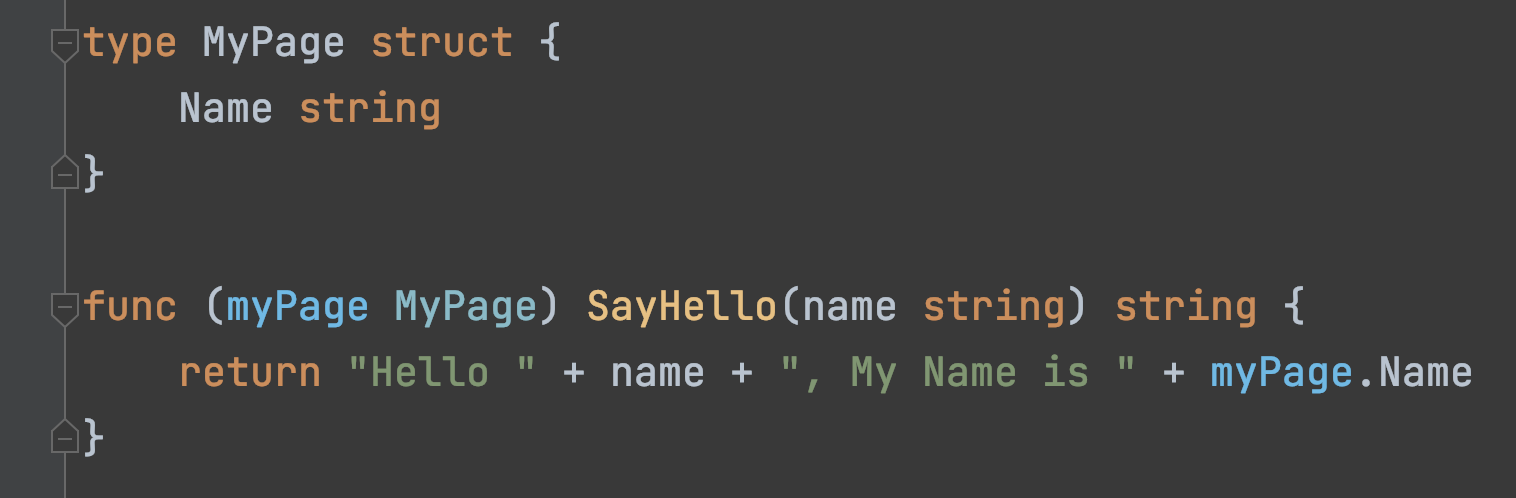 type MyPage struct {
    Name string
}

func (myPage MyPage) SayHello(name string) string {
    return "Hello " + name + ", My Name is " + myPage.Name
}